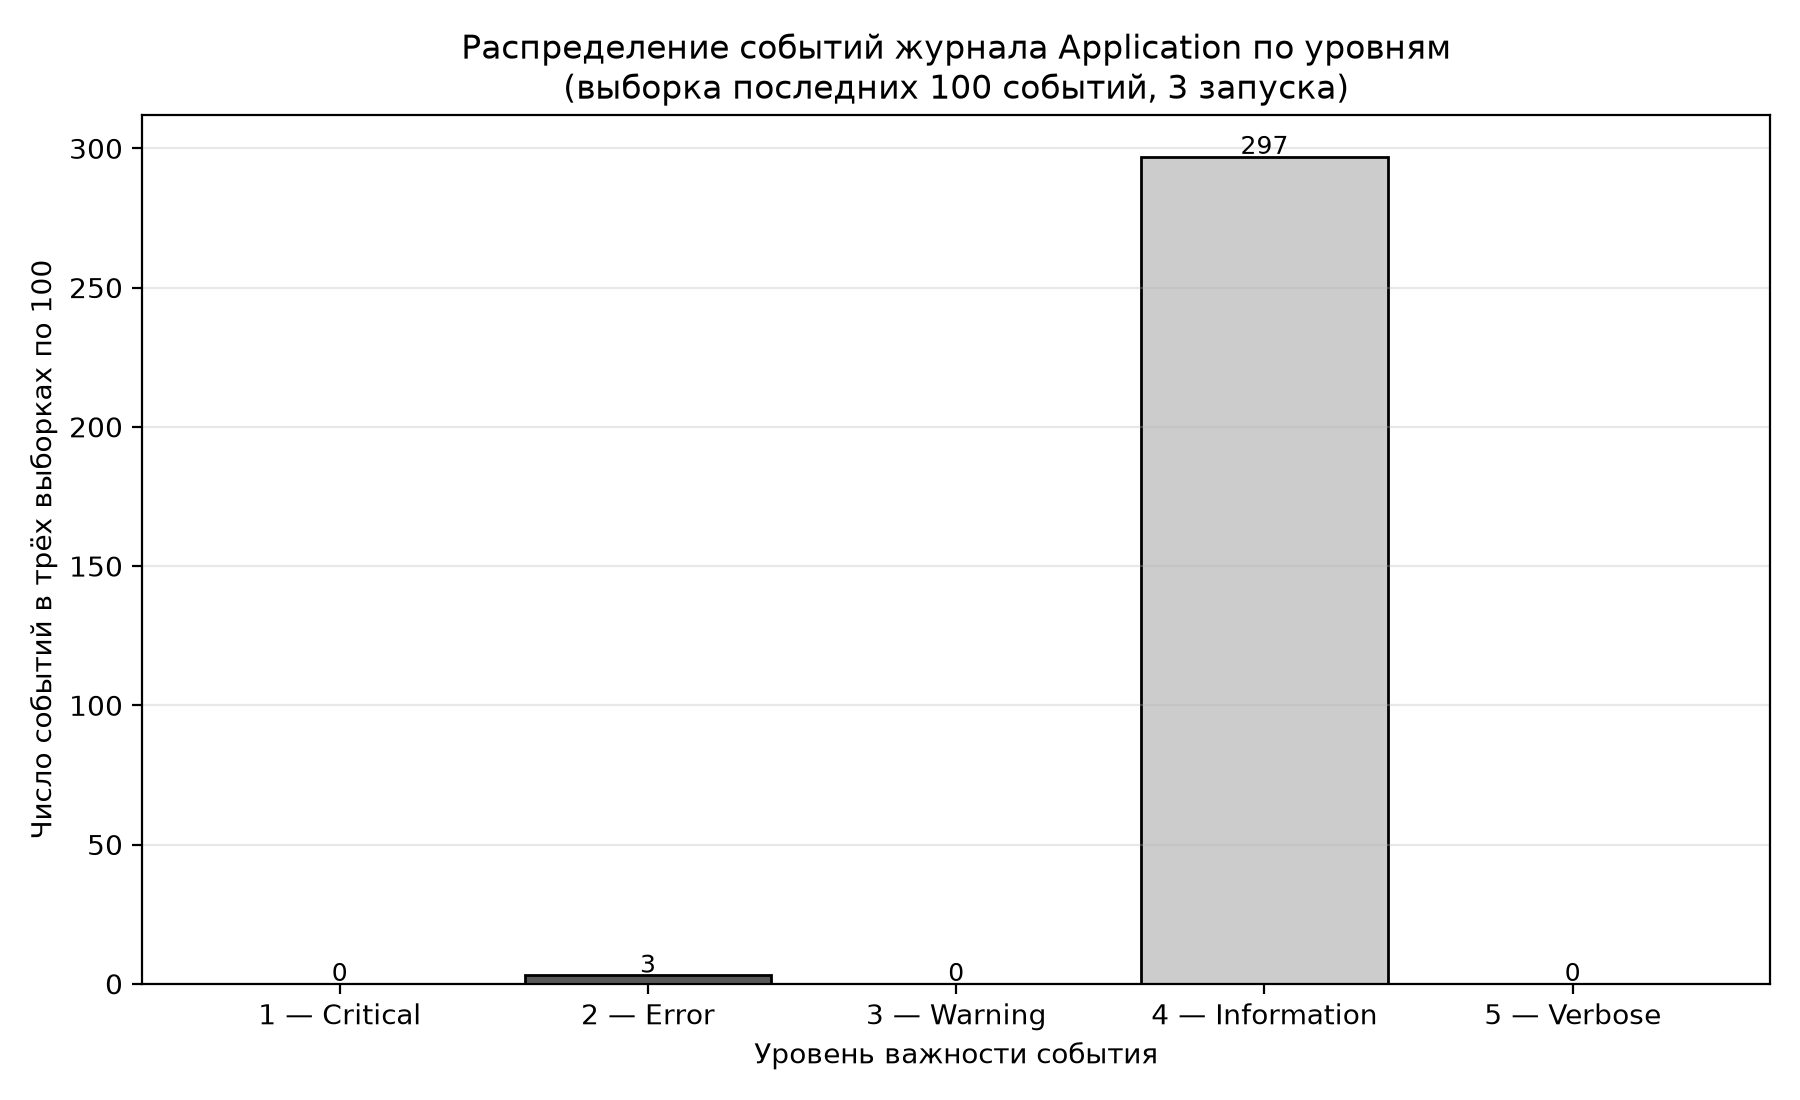 Распределение событий журнала Application по уровням
(выборка последних 100 событий, 3 запуска)
Число событий в трёх выборках по 100
300
250
200
150
100
50
0
0
3
0
297
0
1 — Critical
2 — Error
3 — Warning
4 — Information
5 — Verbose
Уровень важности события